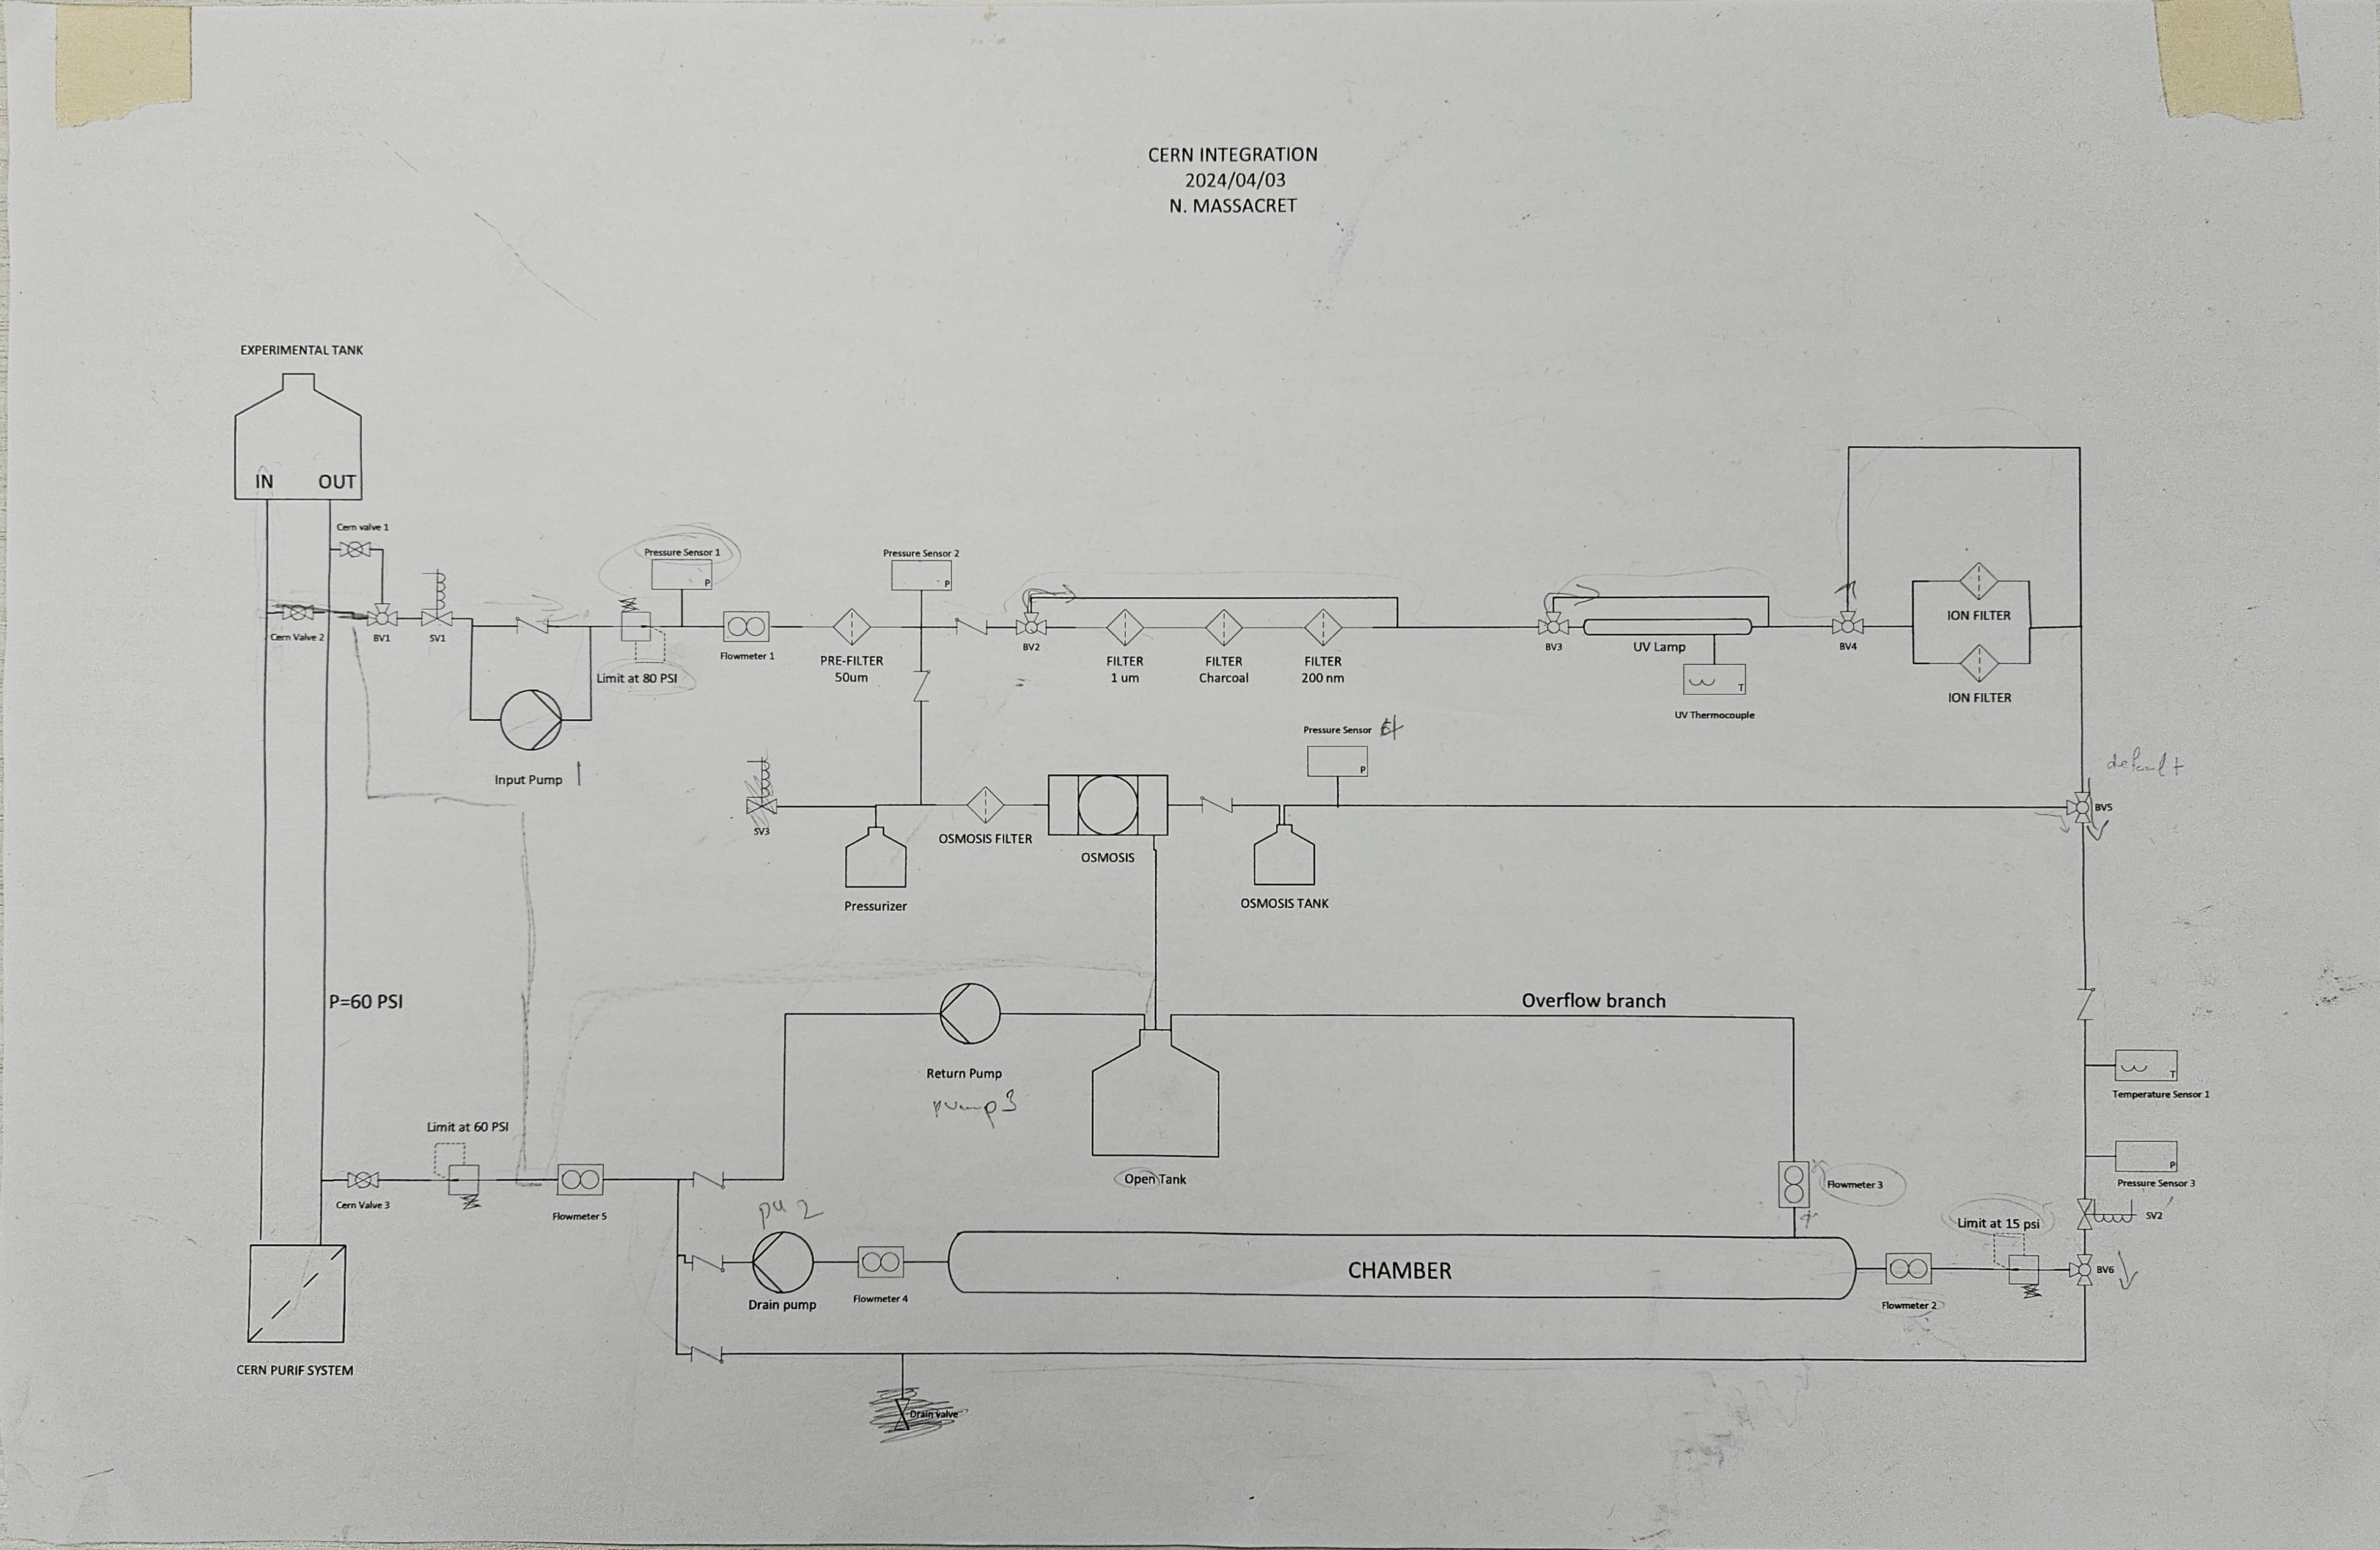 CERN INTEGRATION
2024/04/03
N. MASSACRET
EXPERIMENTAL TANK
IN
OUT
Cern valve 1
Cern Valve 2
BV1
SV1
Input Pump 1
Pressure Sensor 1
P
Limit at 80 PSI
Flowmeter 1
PRE-FILTER
50um
Pressure Sensor 2
P
BV2
FILTER
1 um
FILTER
Charcoal
FILTER
200 nm
BV3
UV Lamp
T
UV Thermocouple
BV4
ION FILTER
ION FILTER
default
BV5
Pressure Sensor
P
SV3
Pressurizer
OSMOSIS FILTER
OSMOSIS
OSMOSIS TANK
P=60 PSI
Return Pump
pump 3
Overflow branch
Open Tank
T
Temperature Sensor 1
P
Pressure Sensor 3
SV2
Limit at 60 PSI
Cern Valve 3
Flowmeter 5
pu 2
Drain pump
Flowmeter 4
CHAMBER
Flowmeter 3
Limit at 15 psi
Flowmeter 2
BV6
CERN PURIF SYSTEM
Drain valve